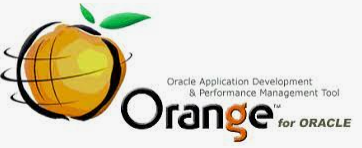 Oracle Application Development
& Performance Management Tool
Orange™ for ORACLE